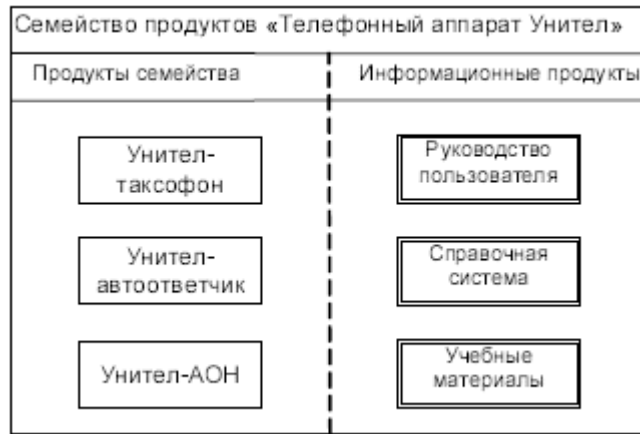 Семейство продуктов «Телефонный аппарат Унител»
Продукты семейства
Информационные продукты
Унител-
таксофон
Руководство
пользователя
Унител-
автоответчик
Справочная
система
Унител-АОН
Учебные
материалы